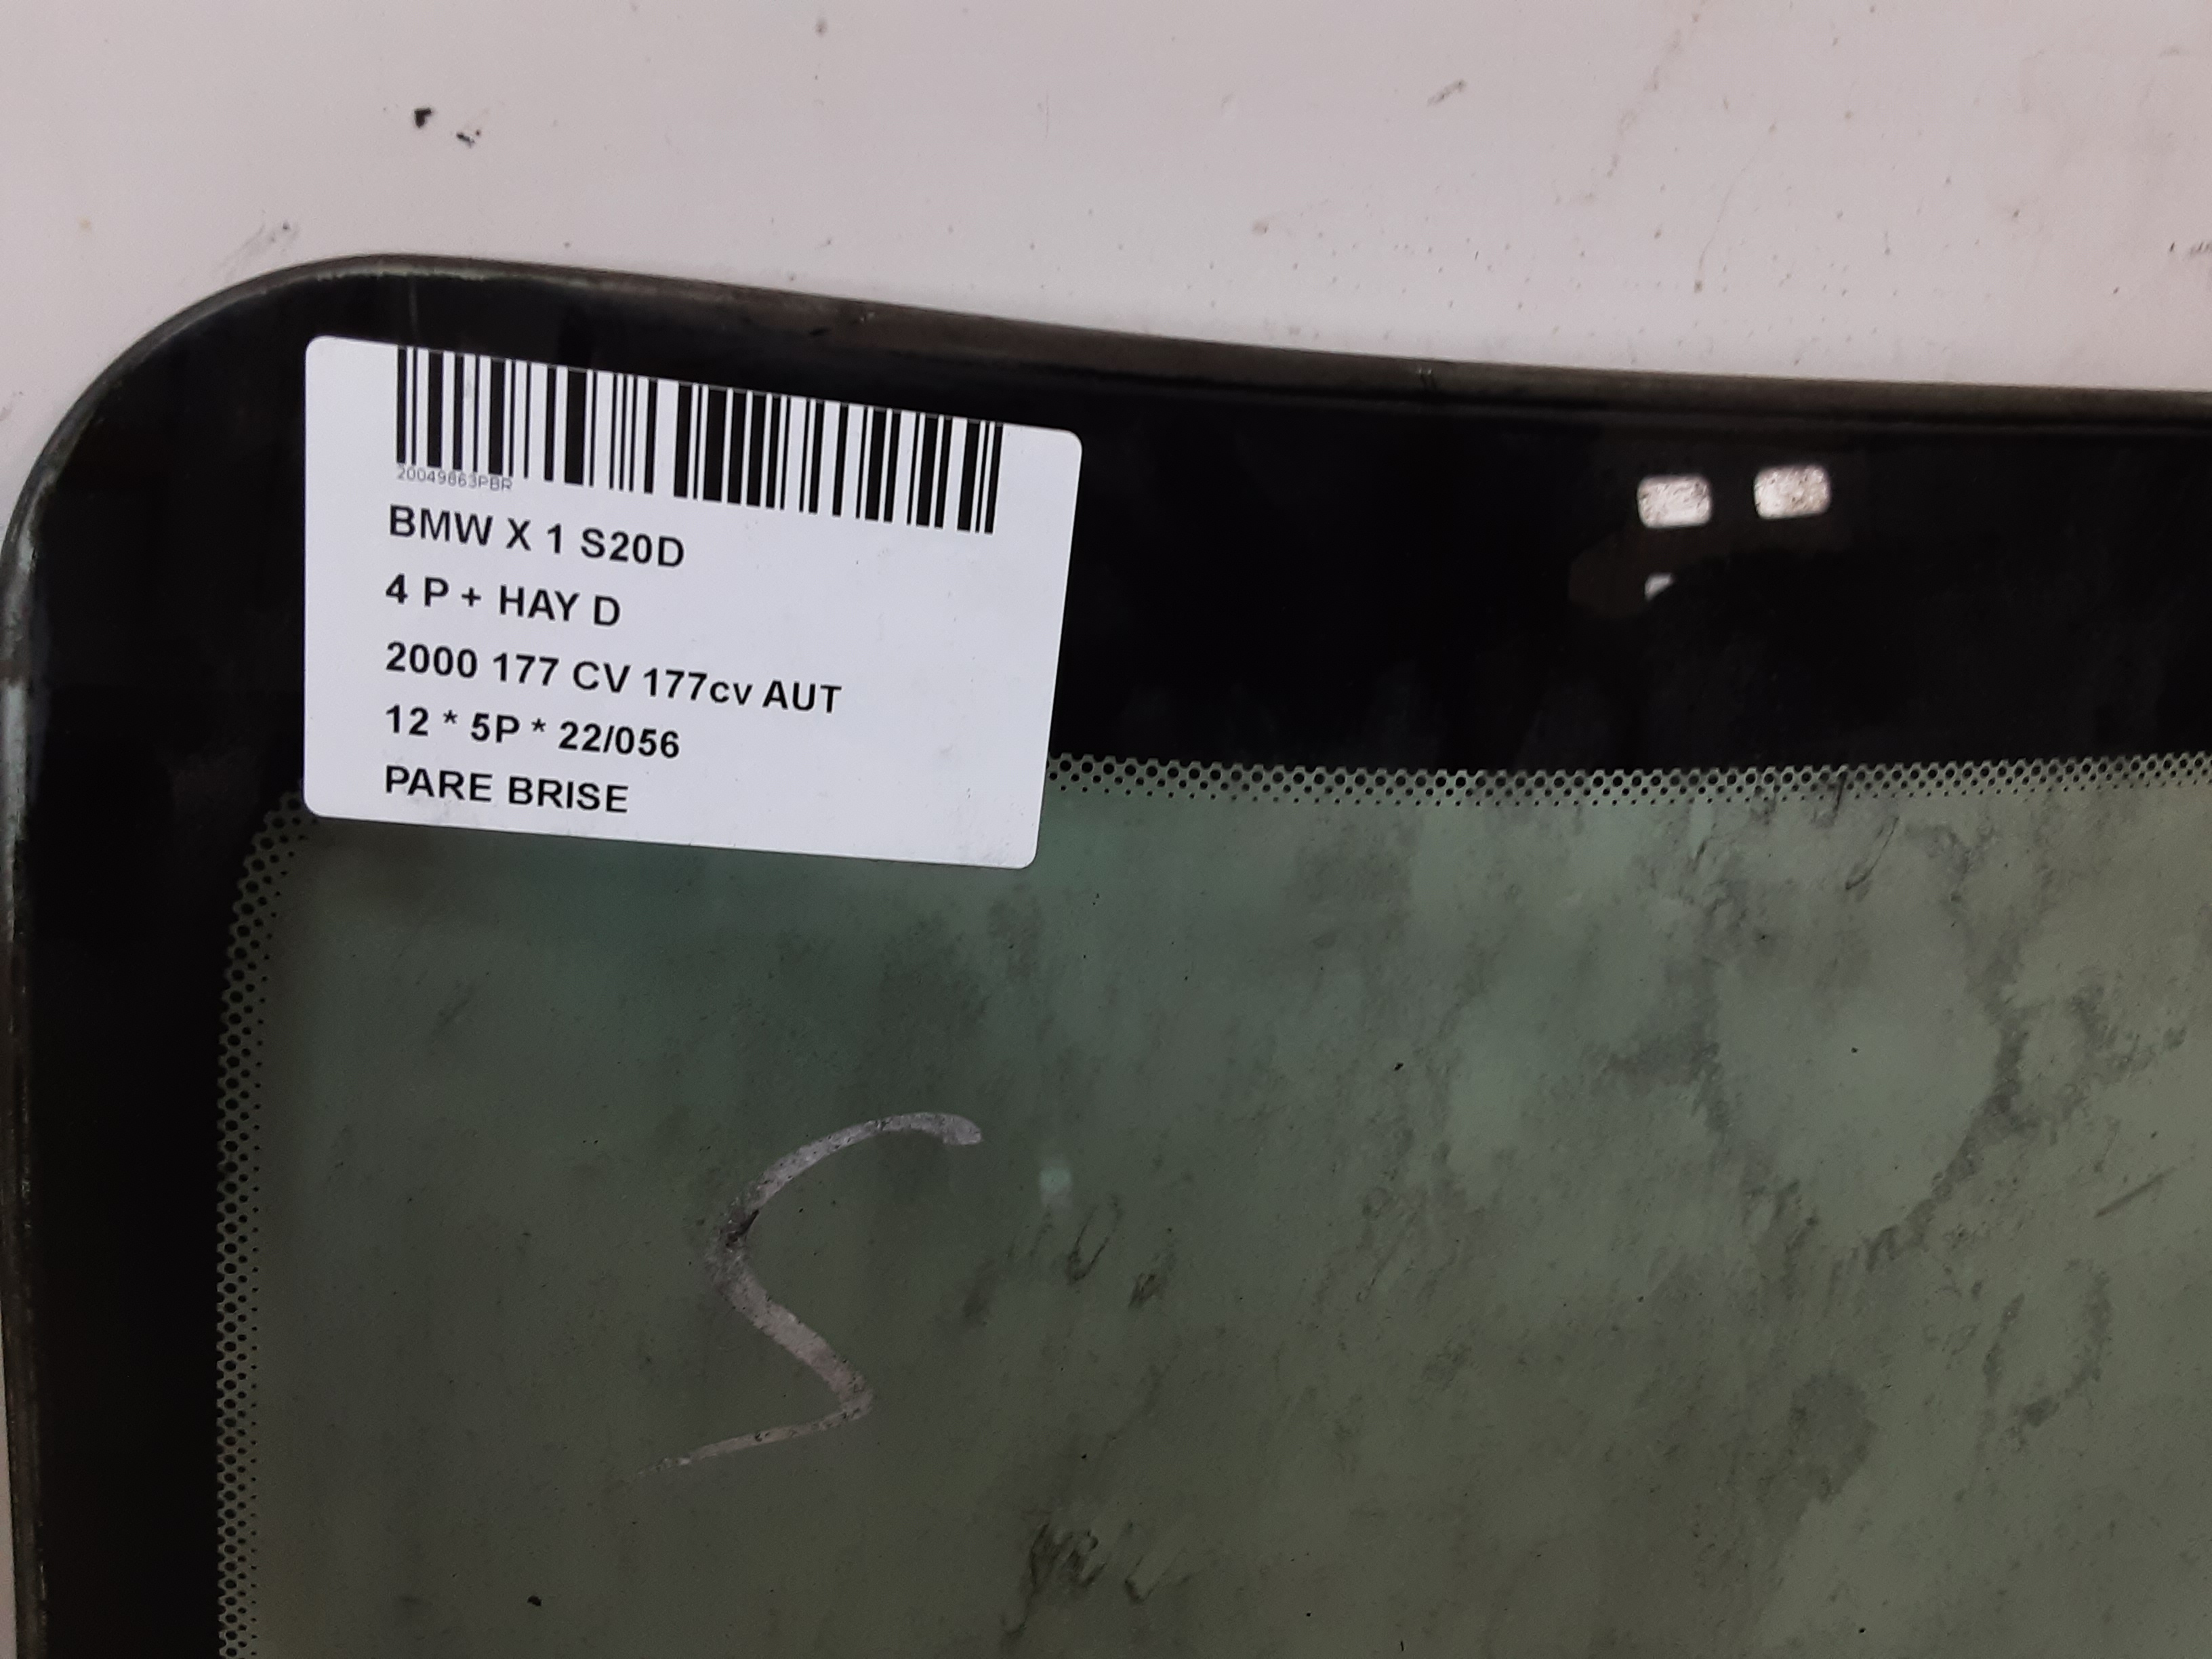 20049863PBR
BMW X 1 S20D
4 P + HAY D
2000 177 CV 177cv AUT
12 * 5P * 22/056
PARE BRISE
S